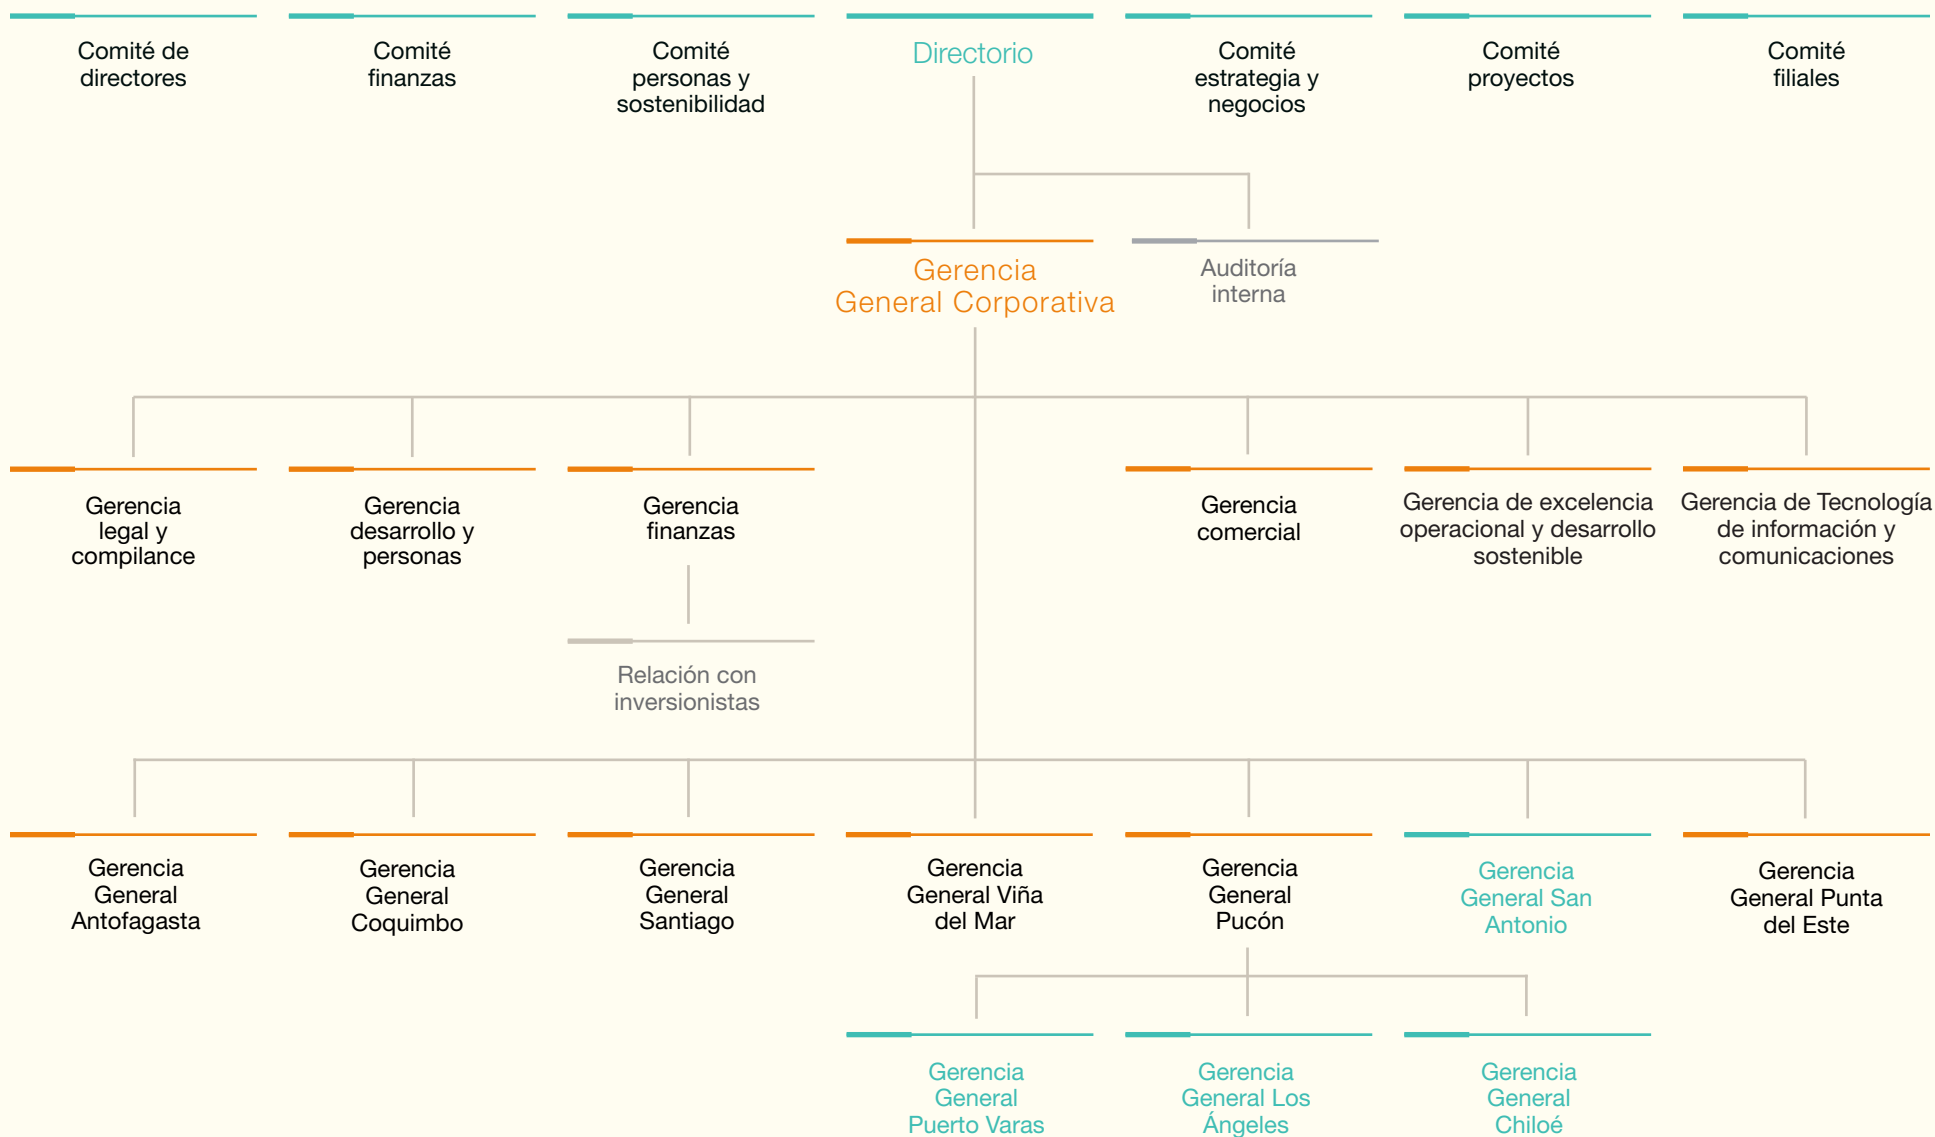 Comité de
directores
Comité
finanzas
Comité
personas y
sostenibilidad
Directorio
Comité
estrategia y
negocios
Comité
proyectos
Comité
filiales
Gerencia
General Corporativa
Auditoría
interna
Gerencia
legal y
compilance
Gerencia
desarrollo y
personas
Gerencia
finanzas
Gerencia
comercial
Gerencia de excelencia
operacional y desarrollo
sostenible
Gerencia de Tecnología
de información y
comunicaciones
Relación con
inversionistas
Gerencia
General
Antofagasta
Gerencia
General
Coquimbo
Gerencia
General
Santiago
Gerencia
General Viña
del Mar
Gerencia
General
Pucón
Gerencia
General San
Antonio
Gerencia
General Punta
del Este
Gerencia
General
Puerto Varas
Gerencia
General Los
Ángeles
Gerencia
General
Chiloé